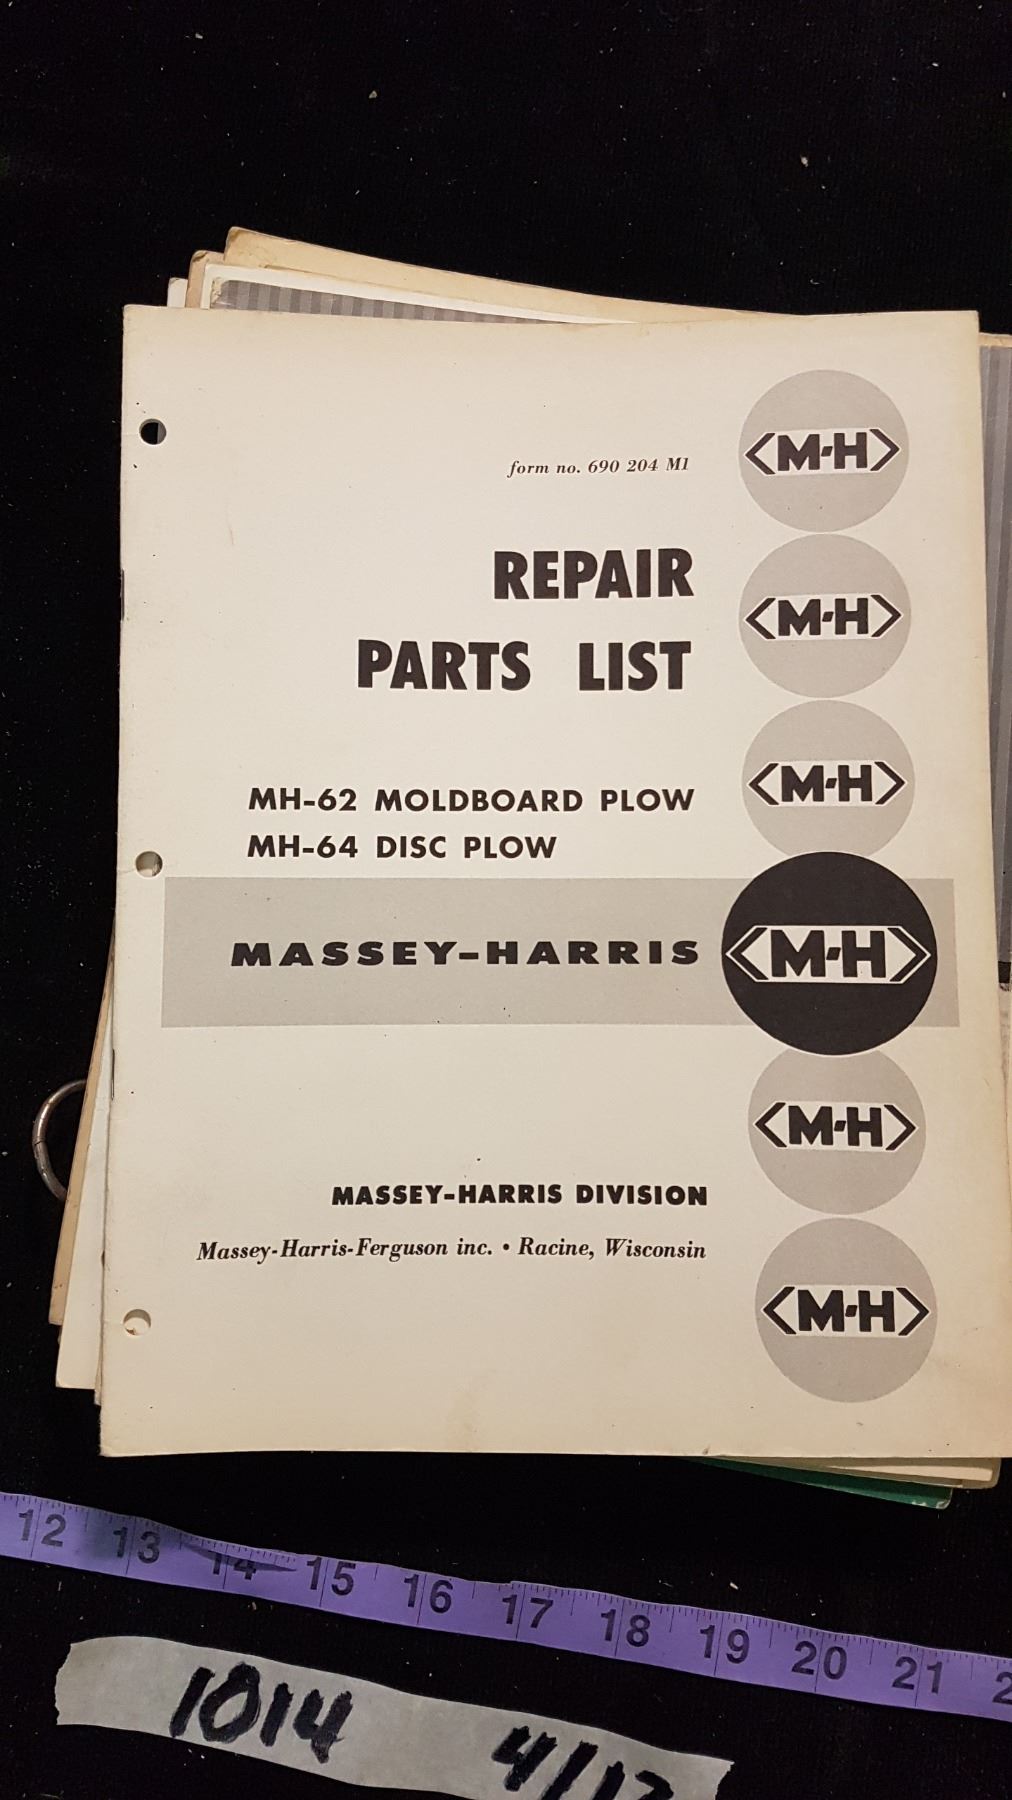 form no. 690 204 M1
REPAIR
PARTS LIST
MH-62 MOLDBOARD PLOW
MH-64 DISC PLOW
MASSEY-HARRIS
MASSEY-HARRIS DIVISION
Massey-Harris-Ferguson inc. • Racine, Wisconsin
M-H
M-H
M-H
M-H
M-H
M-H
12 13 14 15 16 17 18 19 20 21
1014 4/